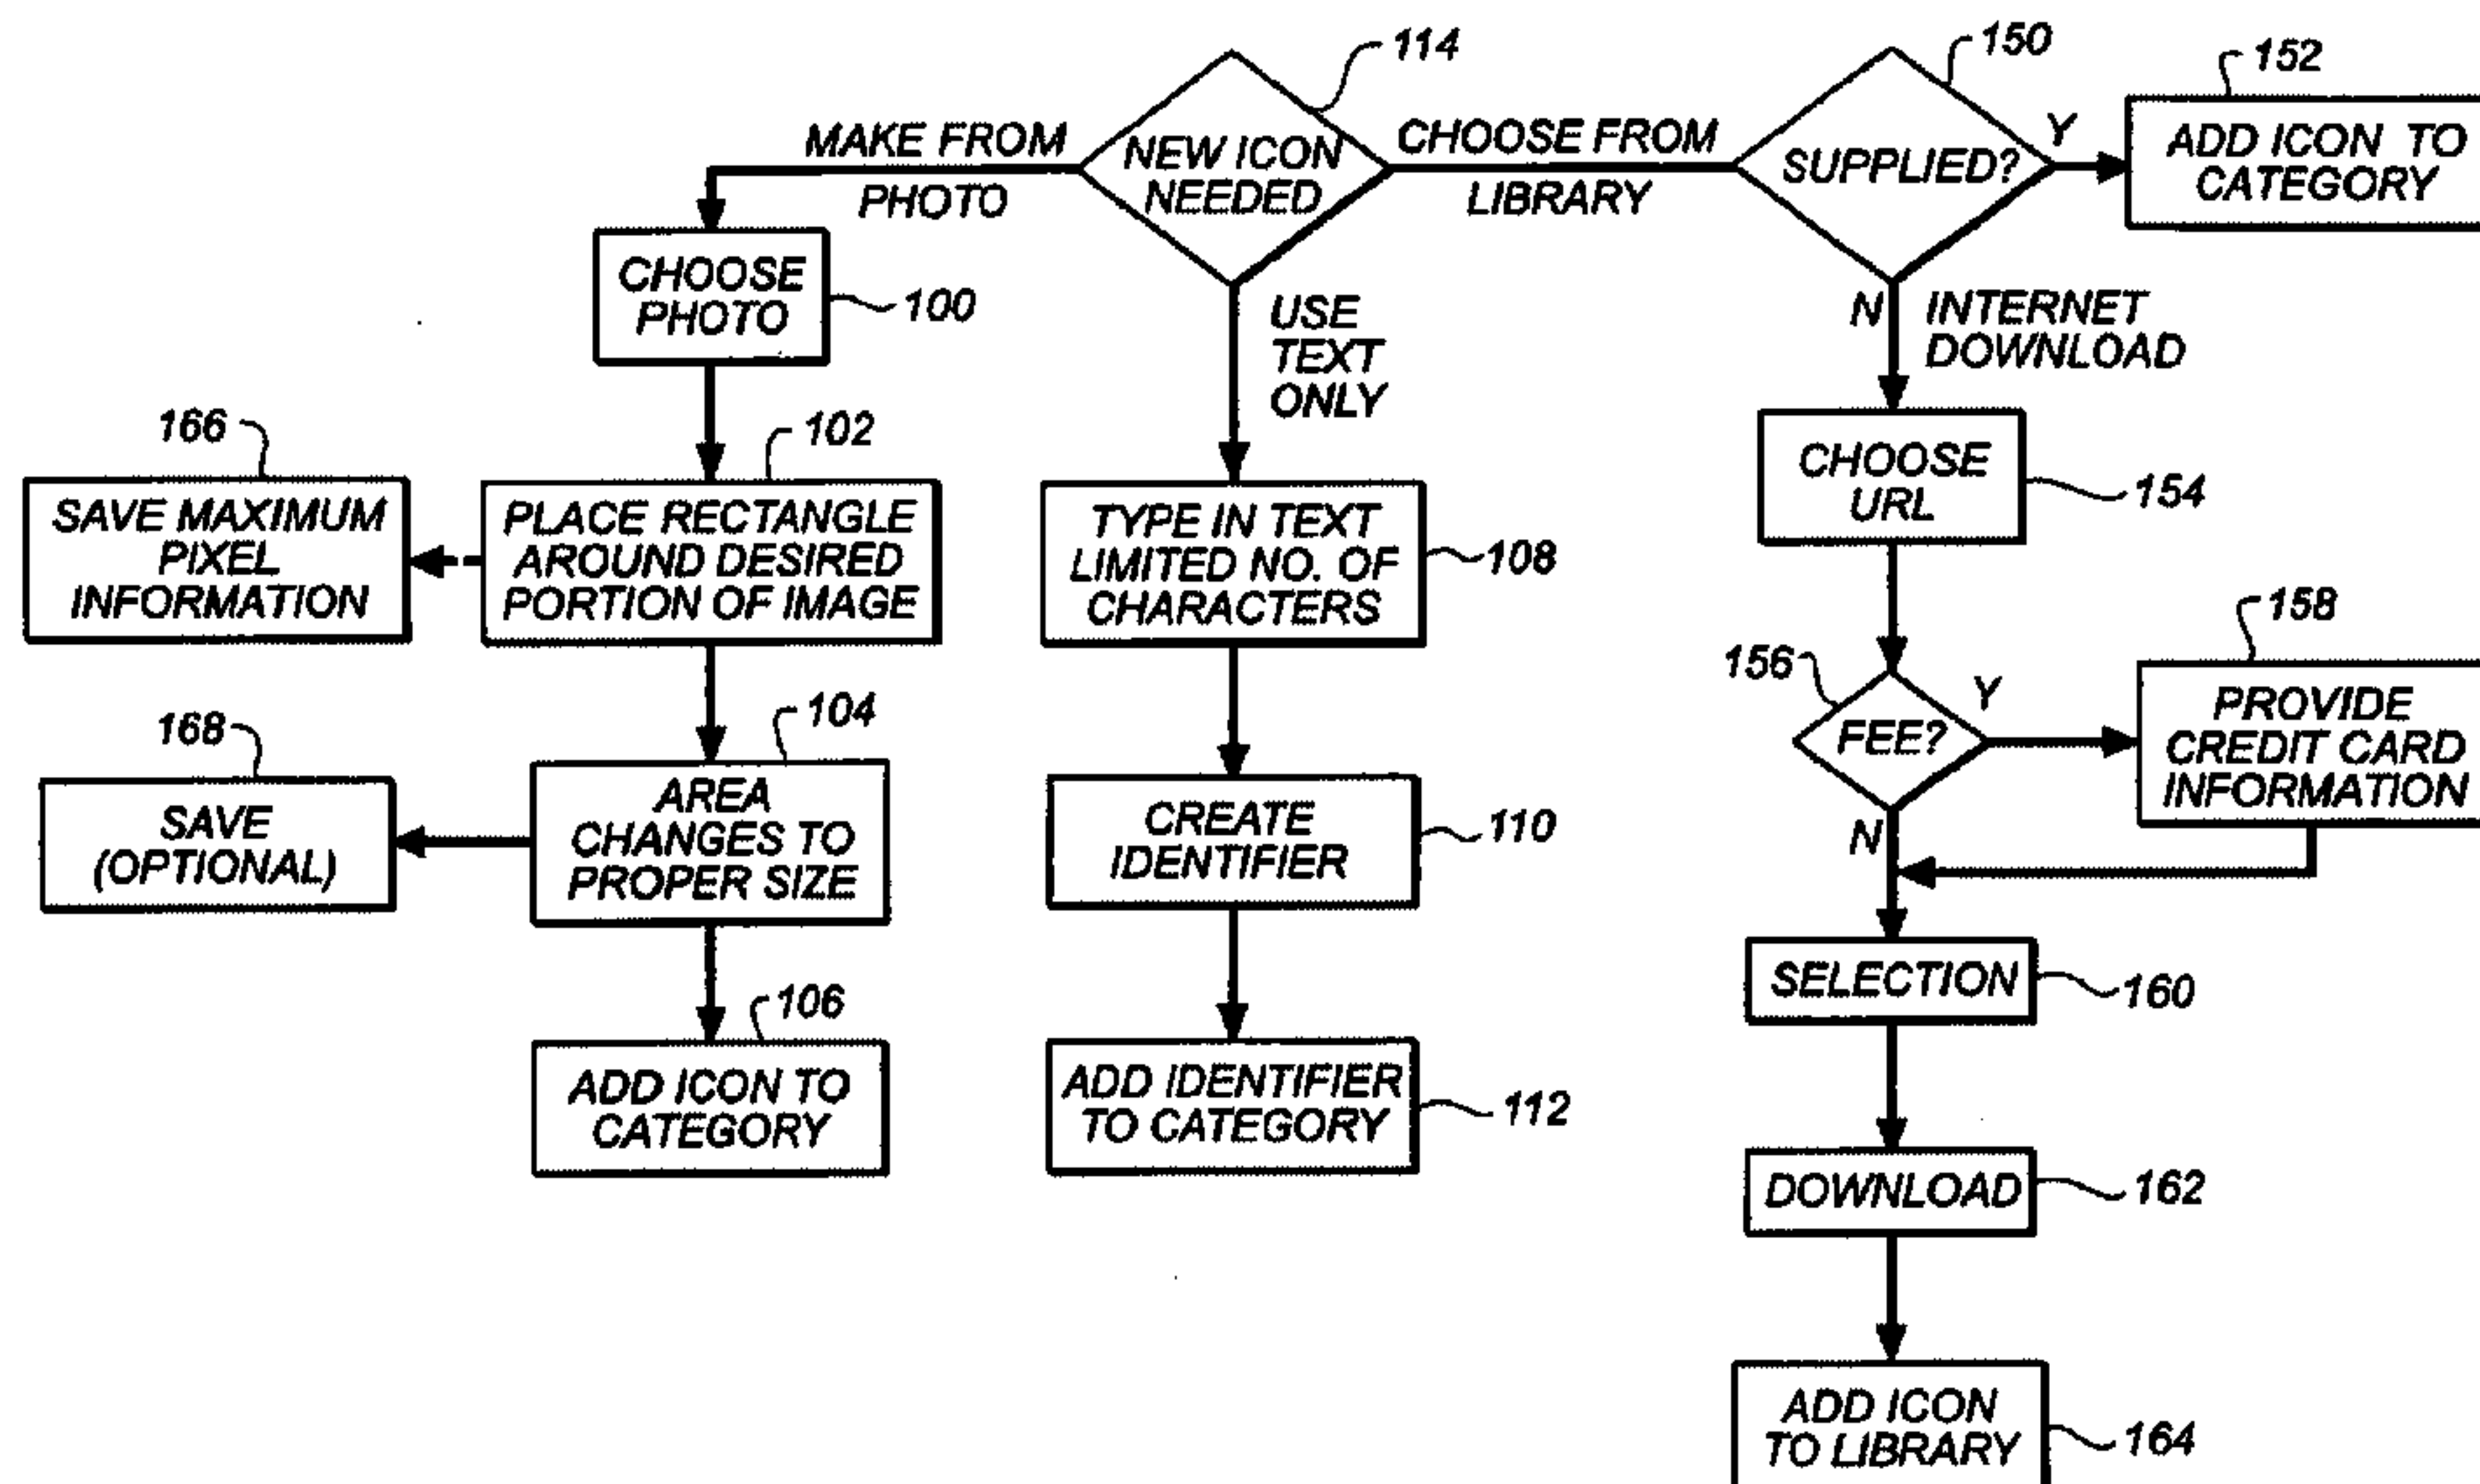 114
150
152
MAKE FROM
PHOTO
NEW ICON
NEEDED
CHOOSE FROM
LIBRARY
SUPPLIED?
Y
ADD ICON TO
CATEGORY
CHOOSE
PHOTO
100
USE
TEXT
ONLY
N
INTERNET
DOWNLOAD
166
102
SAVE MAXIMUM
PIXEL
INFORMATION
PLACE RECTANGLE
AROUND DESIRED
PORTION OF IMAGE
TYPE IN TEXT
LIMITED NO. OF
CHARACTERS
108
CHOOSE
URL
154
156
FEE?
Y
158
PROVIDE
CREDIT CARD
INFORMATION
N
168
104
SAVE
(OPTIONAL)
AREA
CHANGES TO
PROPER SIZE
CREATE
IDENTIFIER
110
SELECTION
160
106
ADD ICON TO
CATEGORY
ADD IDENTIFIER
TO CATEGORY
112
DOWNLOAD
162
ADD ICON
TO LIBRARY
164